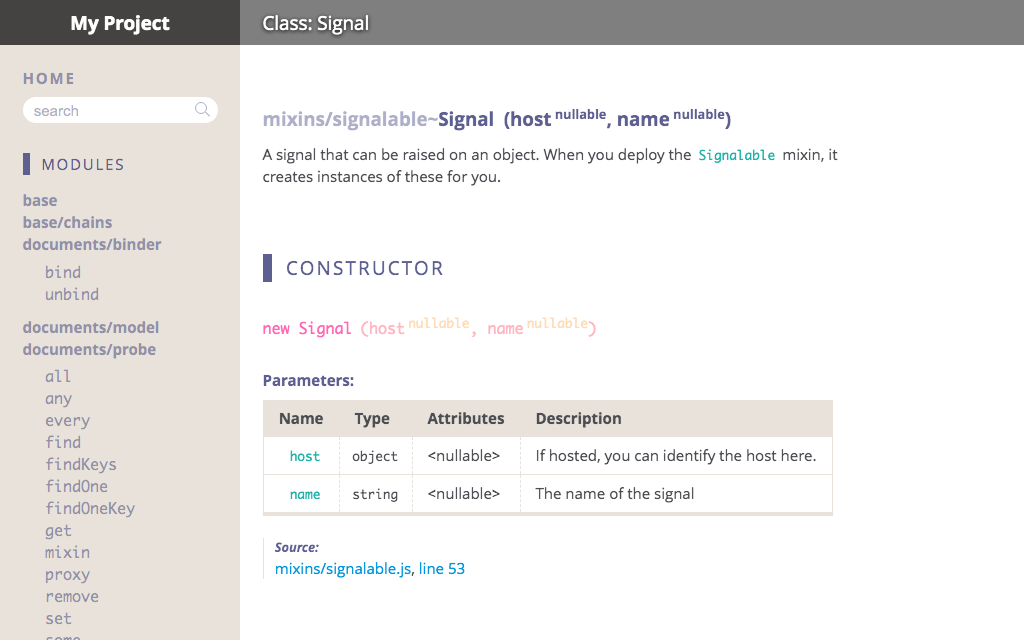 My Project
Class: Signal
HOME
search
MODULES
base
base/chains
documents/binder
bind
unbind
documents/model
documents/probe
all
any
every
find
findKeys
findOne
findOneKey
get
mixin
proxy
remove
set
some
mixins/signalable~Signal (host nullable, name nullable)
A signal that can be raised on an object. When you deploy the Signalable mixin, it
creates instances of these for you.
CONSTRUCTOR
new Signal (host nullable, name nullable)
Parameters:
Name Type Attributes Description
host object <nullable> If hosted, you can identify the host here.
name string <nullable> The name of the signal
Source:
mixins/signalable.js, line 53